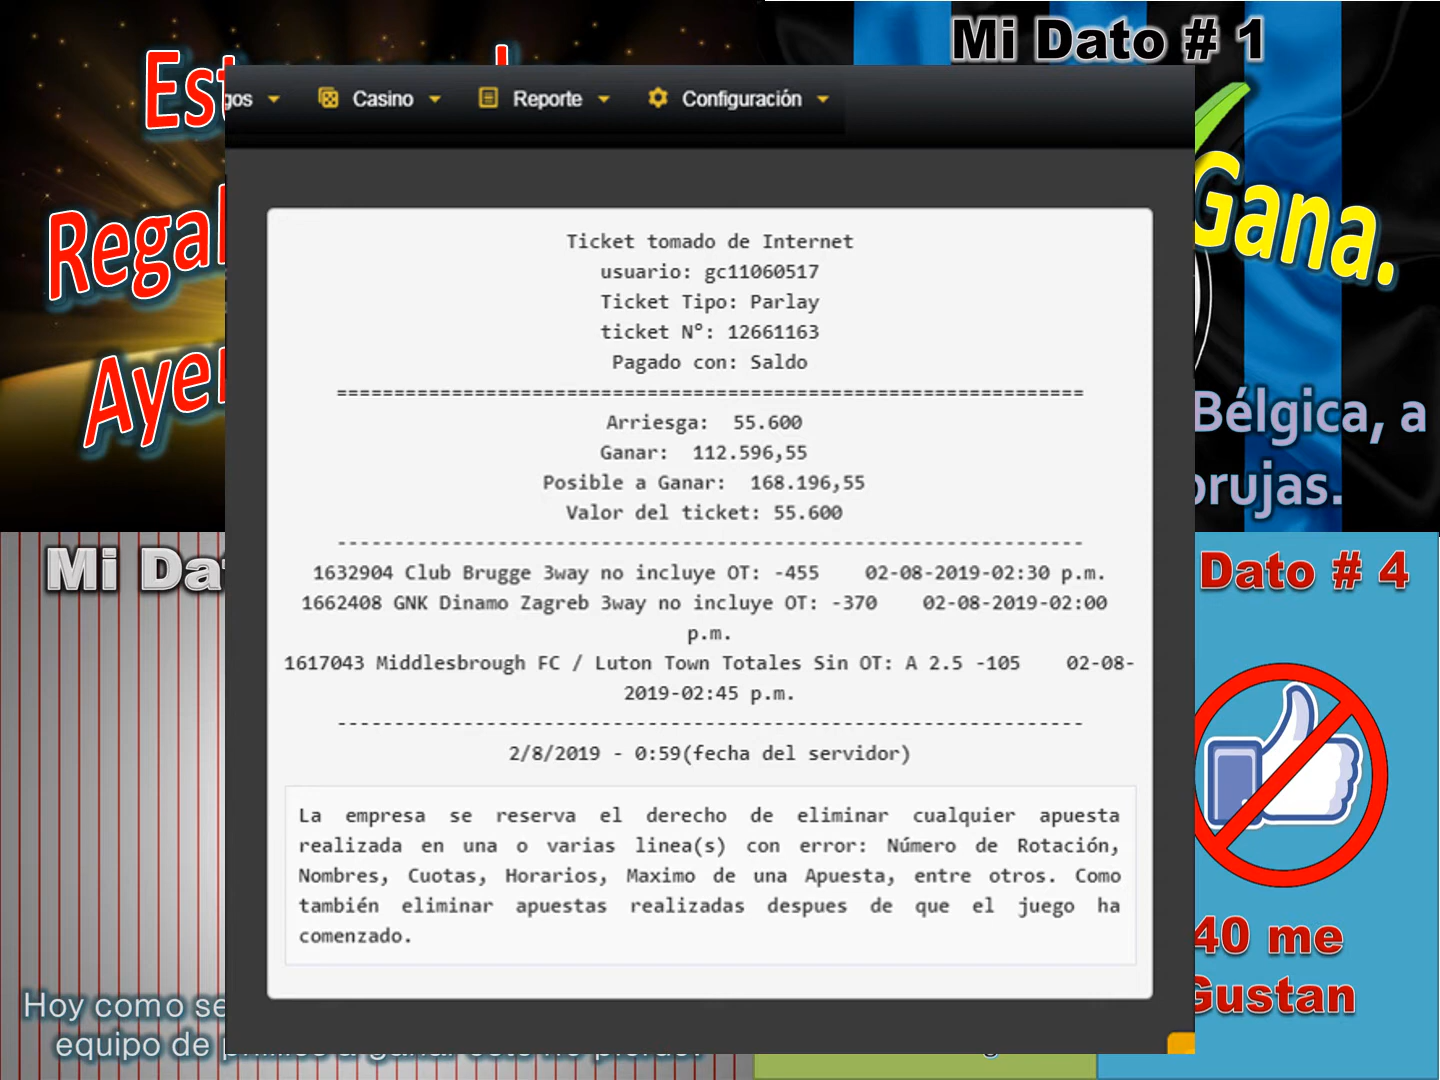 Mi Dato # 1
Casino
Reporte
Configuración
Gana.
Ticket tomado de Internet
usuario: gc11060517
Ticket Tipo: Parlay
ticket Nº: 12661163
Pagado con: Saldo
=================================================================
Arriesga: 55.600
Ganar: 112.596,55
Posible a Ganar: 168.196,55
Valor del ticket: 55.600
-----------------------------------------------------------------
1632904 Club Brugge 3way no incluye OT: -455 02-08-2019-02:30 p.m.
1662408 GNK Dinamo Zagreb 3way no incluye OT: -370 02-08-2019-02:00
p.m.
1617043 Middlesbrough FC / Luton Town Totales Sin OT: A 2.5 -105 02-08-
2019-02:45 p.m.
-----------------------------------------------------------------
2/8/2019 - 0:59(fecha del servidor)
La empresa se reserva el derecho de eliminar cualquier apuesta
realizada en una o varias linea(s) con error: Número de Rotación,
Nombres, Cuotas, Horarios, Maximo de una Apuesta, entre otros. Como
también eliminar apuestas realizadas despues de que el juego ha
comenzado.
Bélgica, a
Mi
Dato # 4
40 me
Gustan
Hoy como
equipo de